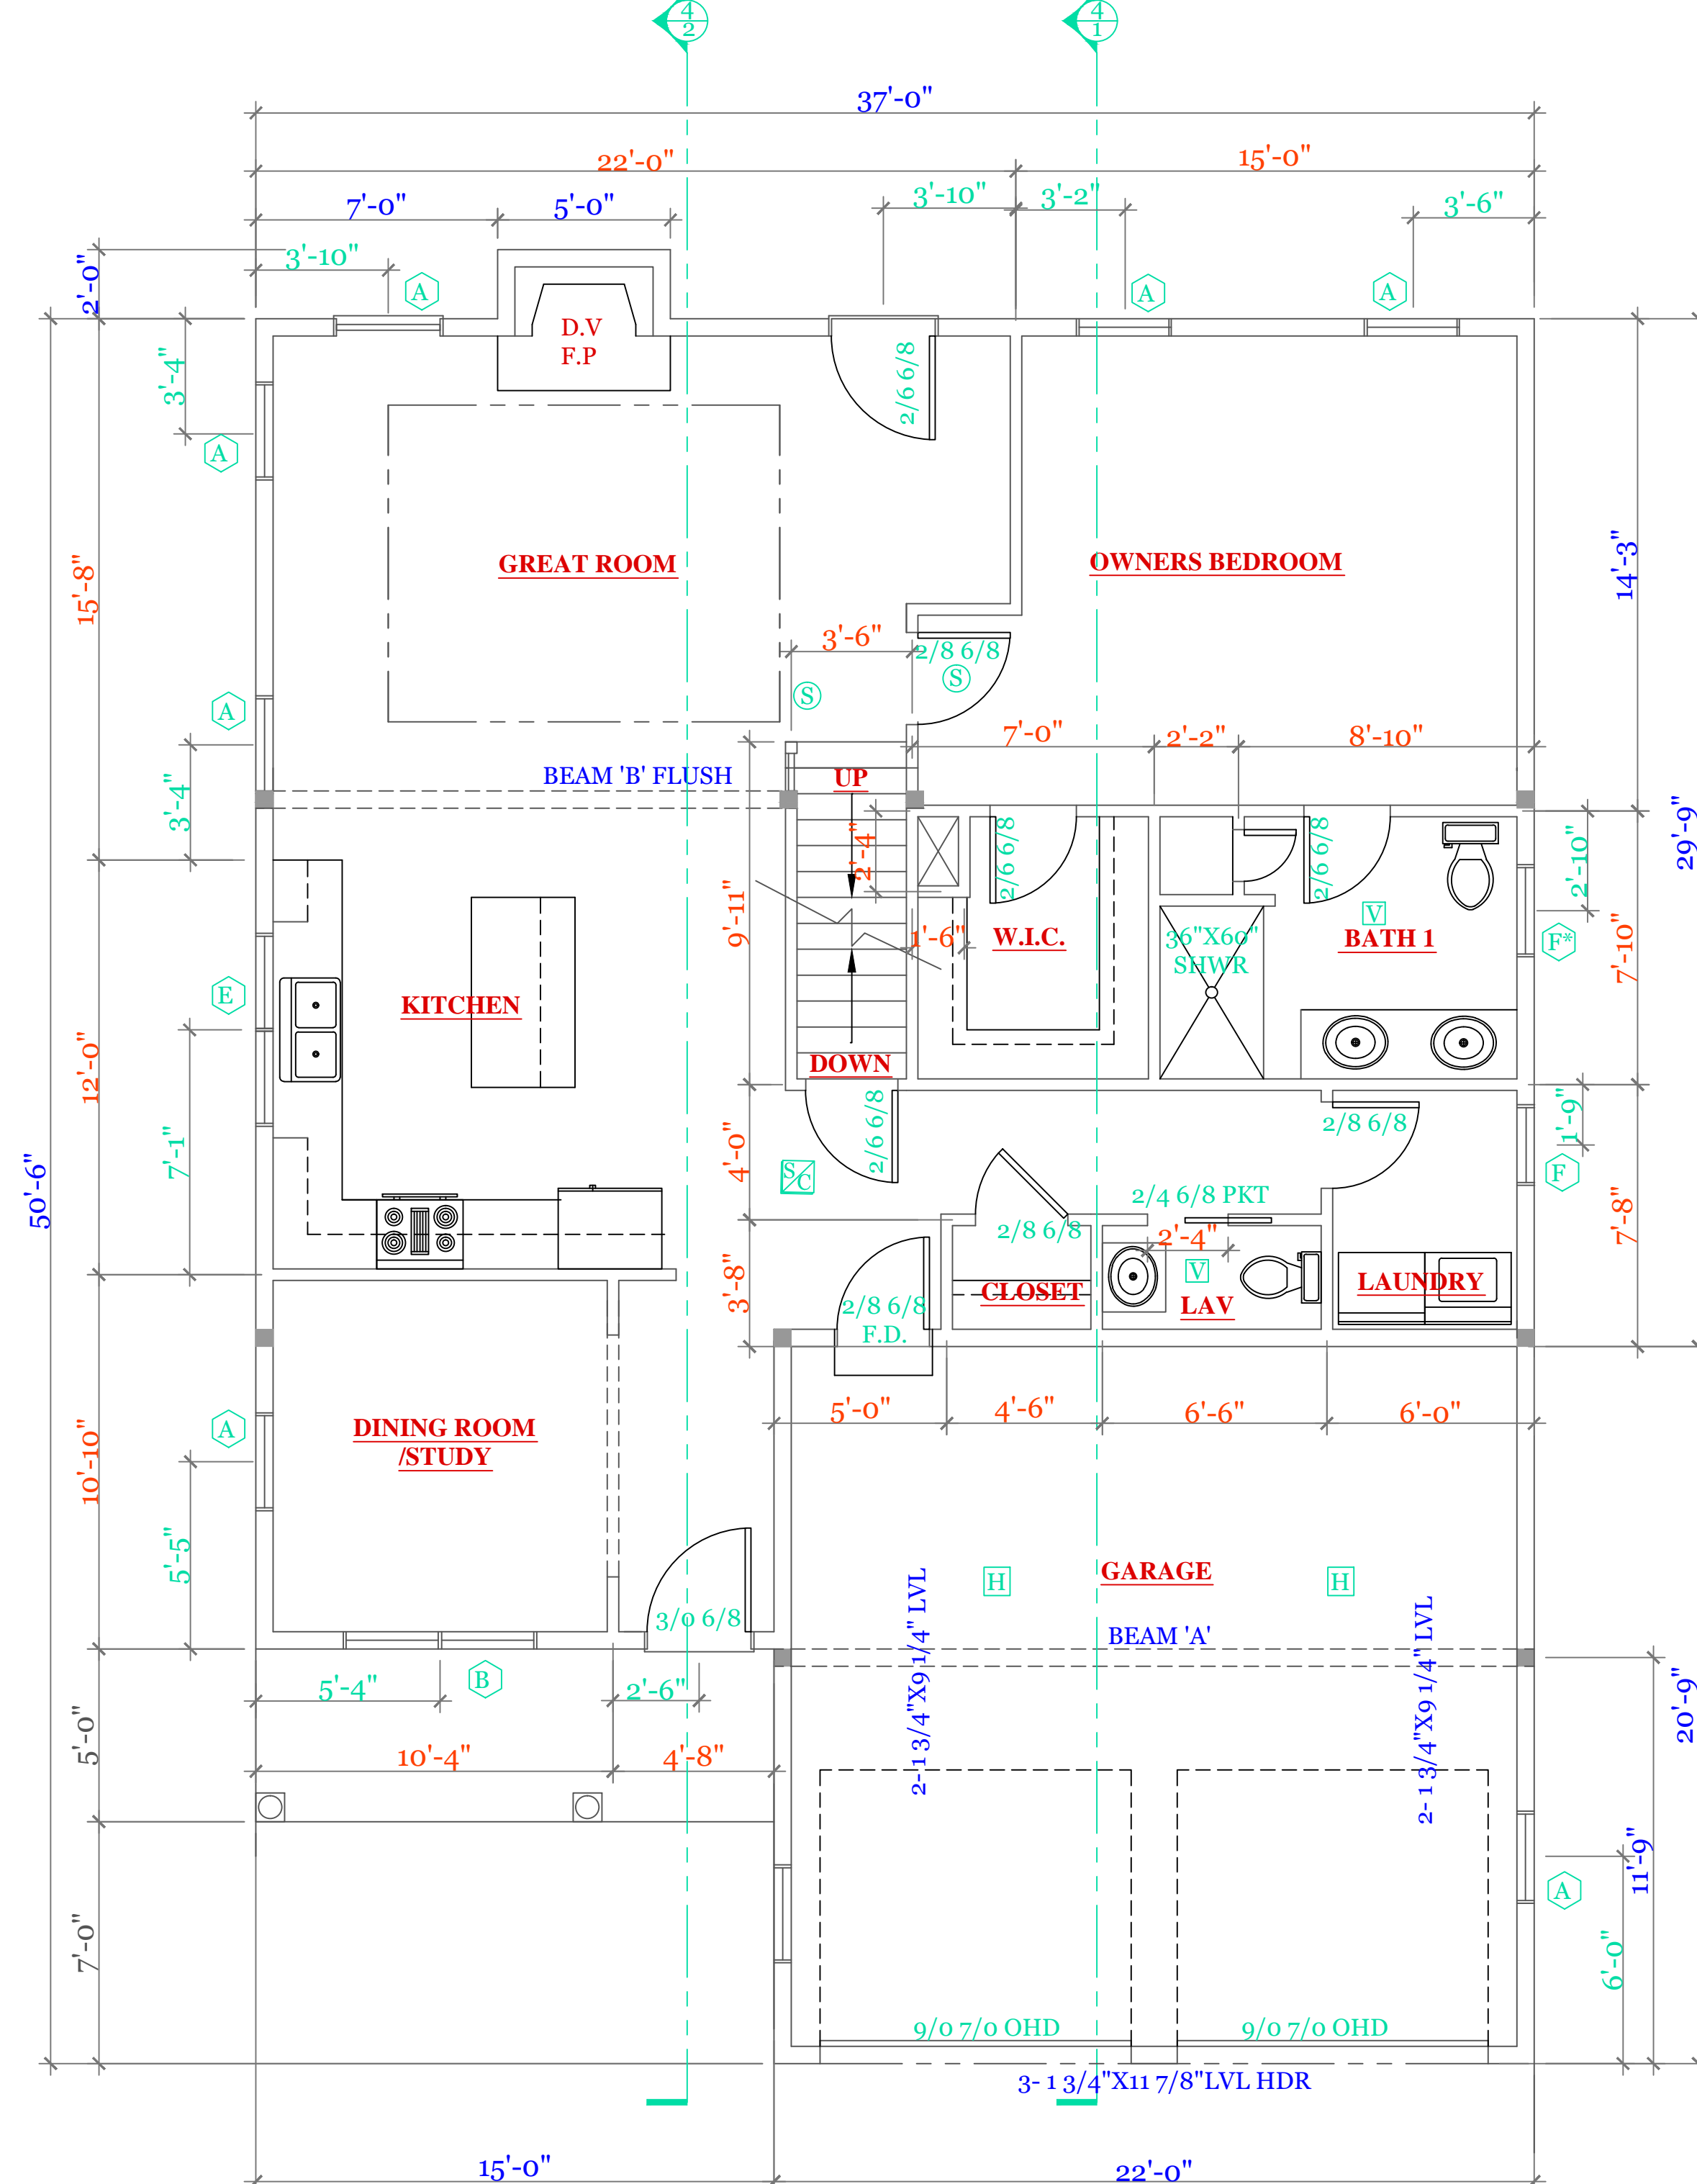 4
2
4
1
37'-0"
22'-0"
15'-0"
7'-0"
5'-0"
3'-10"
3'-2"
3'-6"
3'-10"
2'-0"
A
A
A
D.V
F.P
2/6 6/8
3'-4"
A
15'-8"
GREAT ROOM
OWNERS BEDROOM
14'-3"
3'-6"
2/8 6/8
S
S
A
7'-0"
2'-2"
8'-10"
BEAM 'B' FLUSH
UP
3'-4"
2'-4"
2/6 6/8
2/6 6/8
2'-10"
29'-9"
9'-11"
1'-6"
W.I.C.
36"X60"
SHWR
V
BATH 1
F*
7'-10"
E
KITCHEN
12'-0"
DOWN
7'-1"
50'-6"
4'-0"
2/6 6/8
2/8 6/8
1'-9"
S/C
F
2/4 6/8 PKT
2/8 6/8
2'-4"
7'-8"
3'-8"
V
2/8 6/8
F.D.
CLOSET
LAV
LAUNDRY
5'-0"
4'-6"
6'-6"
6'-0"
A
DINING ROOM
/STUDY
10'-10"
5'-5"
H
GARAGE
H
3/0 6/8
BEAM 'A'
2- 1 3/4"X9 1/4" LVL
2- 1 3/4"X9 1/4" LVL
5'-4"
B
2'-6"
20'-9"
5'-0"
10'-4"
4'-8"
11'-9"
A
7'-0"
6'-0"
9/0 7/0 OHD
9/0 7/0 OHD
3- 1 3/4"X11 7/8"LVL HDR
15'-0"
22'-0"